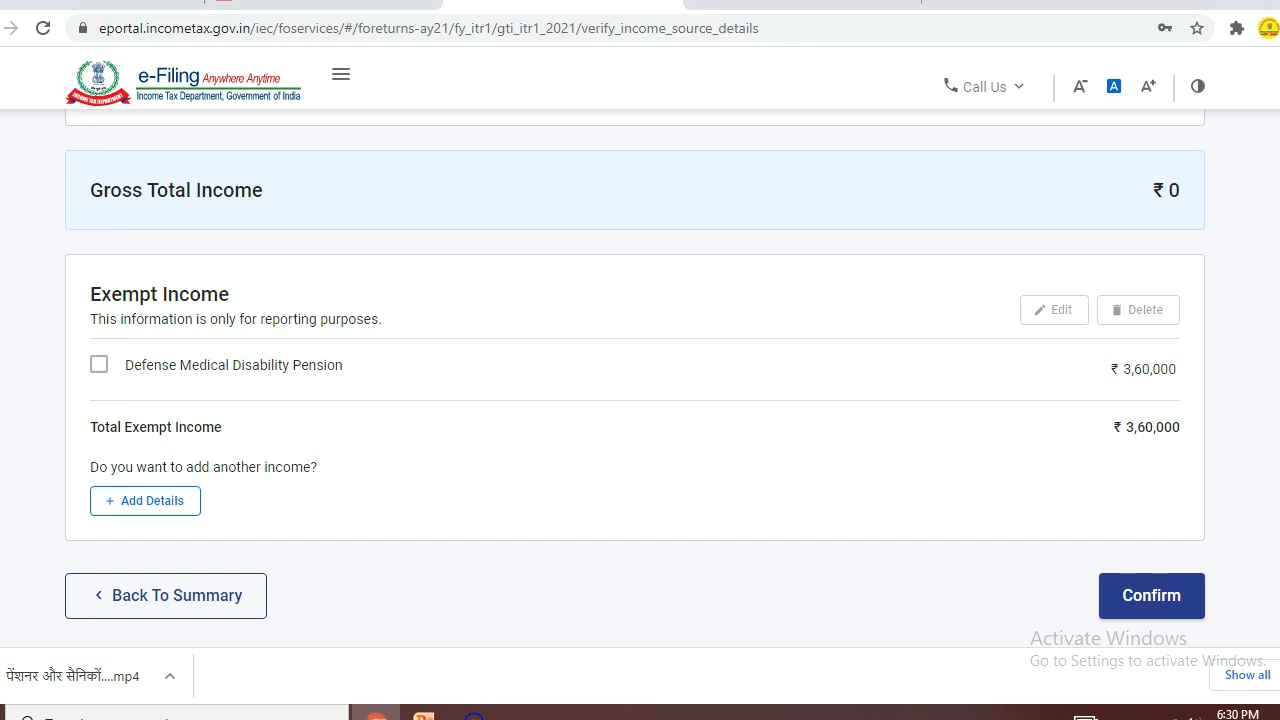 eportal.incometax.gov.in/iec/foservices/#/foreturns-ay21/fy_itr1/gti_itr1_2021/verify_income_source_details
e-Filing Anywhere Anytime
Income Tax Department, Government of India
INCOME TAX DEPARTMENT
Call Us
A-
A
A+
Gross Total Income ₹ 0
Exempt Income
This information is only for reporting purposes.
Edit Delete
Defense Medical Disability Pension ₹ 3,60,000
Total Exempt Income ₹ 3,60,000
Do you want to add another income?
+ Add Details
< Back To Summary
Confirm
Activate Windows
Go to Settings to activate Windows.
पेंशनर और सैनिकों....mp4
Show all
6:30 PM